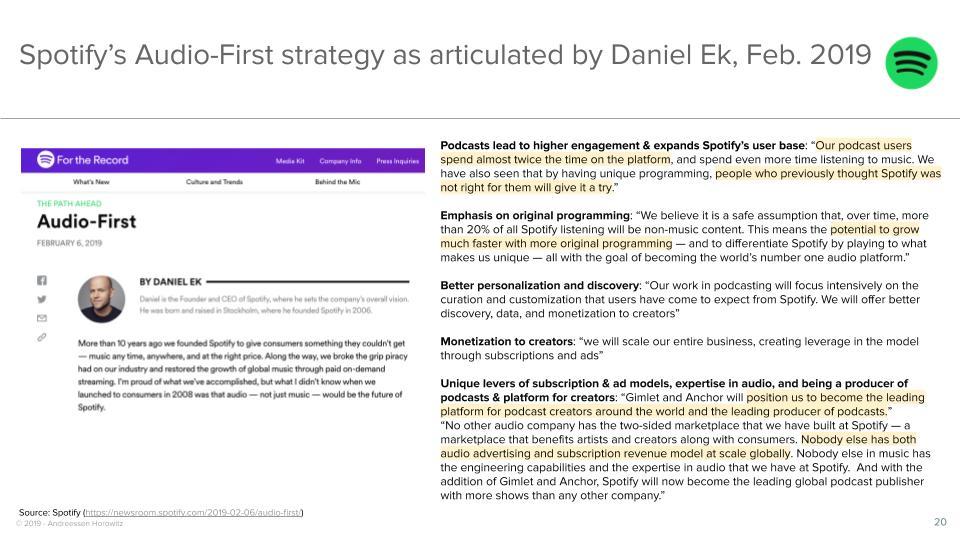 Spotify’s Audio-First strategy as articulated by Daniel Ek, Feb. 2019
For the Record
Media Kit
Company Info
Press Inquiries
What's New
Culture and Trends
Behind the Mic
THE PATH AHEAD
Audio-First
FEBRUARY 6, 2019
BY DANIEL EK
Daniel is the Founder and CEO of Spotify, where he sets the company's overall vision.
He was born and raised in Stockholm, where he founded Spotify in 2006.
More than 10 years ago we founded Spotify to give consumers something they couldn't get
— music any time, anywhere, and at the right price. Along the way, we broke the grip piracy
had on our industry and restored the growth of global music through paid on-demand
streaming. I'm proud of what we've accomplished, but what I didn't know when we
launched to consumers in 2008 was that audio — not just music — would be the future of
Spotify.
Podcasts lead to higher engagement & expands Spotify’s user base: “Our podcast users
spend almost twice the time on the platform, and spend even more time listening to music. We
have also seen that by having unique programming, people who previously thought Spotify was
not right for them will give it a try.”
Emphasis on original programming: “We believe it is a safe assumption that, over time, more
than 20% of all Spotify listening will be non-music content. This means the potential to grow
much faster with more original programming — and to differentiate Spotify by playing to what
makes us unique — all with the goal of becoming the world’s number one audio platform.”
Better personalization and discovery: “Our work in podcasting will focus intensively on the
curation and customization that users have come to expect from Spotify. We will offer better
discovery, data, and monetization to creators”
Monetization to creators: “we will scale our entire business, creating leverage in the model
through subscriptions and ads”
Unique levers of subscription & ad models, expertise in audio, and being a producer of
podcasts & platform for creators: “Gimlet and Anchor will position us to become the leading
platform for podcast creators around the world and the leading producer of podcasts.”
“No other audio company has the two-sided marketplace that we have built at Spotify — a
marketplace that benefits artists and creators along with consumers. Nobody else has both
audio advertising and subscription revenue model at scale globally. Nobody else in music has
the engineering capabilities and the expertise in audio that we have at Spotify.  And with the
addition of Gimlet and Anchor, Spotify will now become the leading global podcast publisher
with more shows than any other company.”
Source: Spotify (https://newsroom.spotify.com/2019-02-06/audio-first/)
© 2019 - Andreessen Horowitz
20